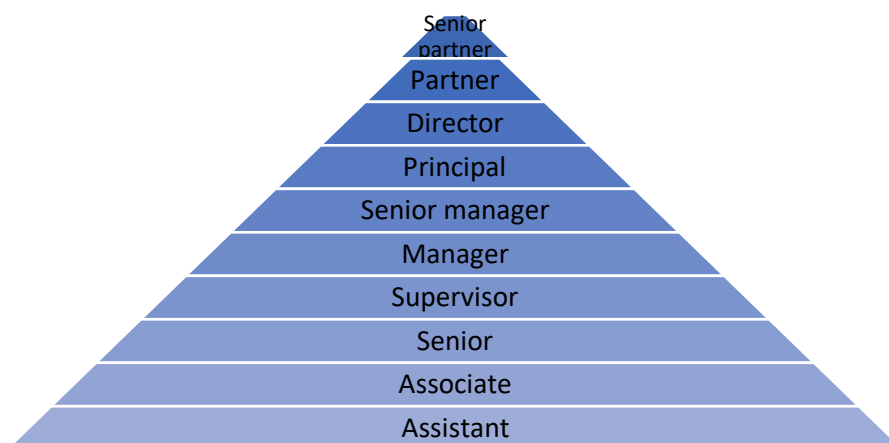 Senior
partner
Partner
Director
Principal
Senior manager
Manager
Supervisor
Senior
Associate
Assistant